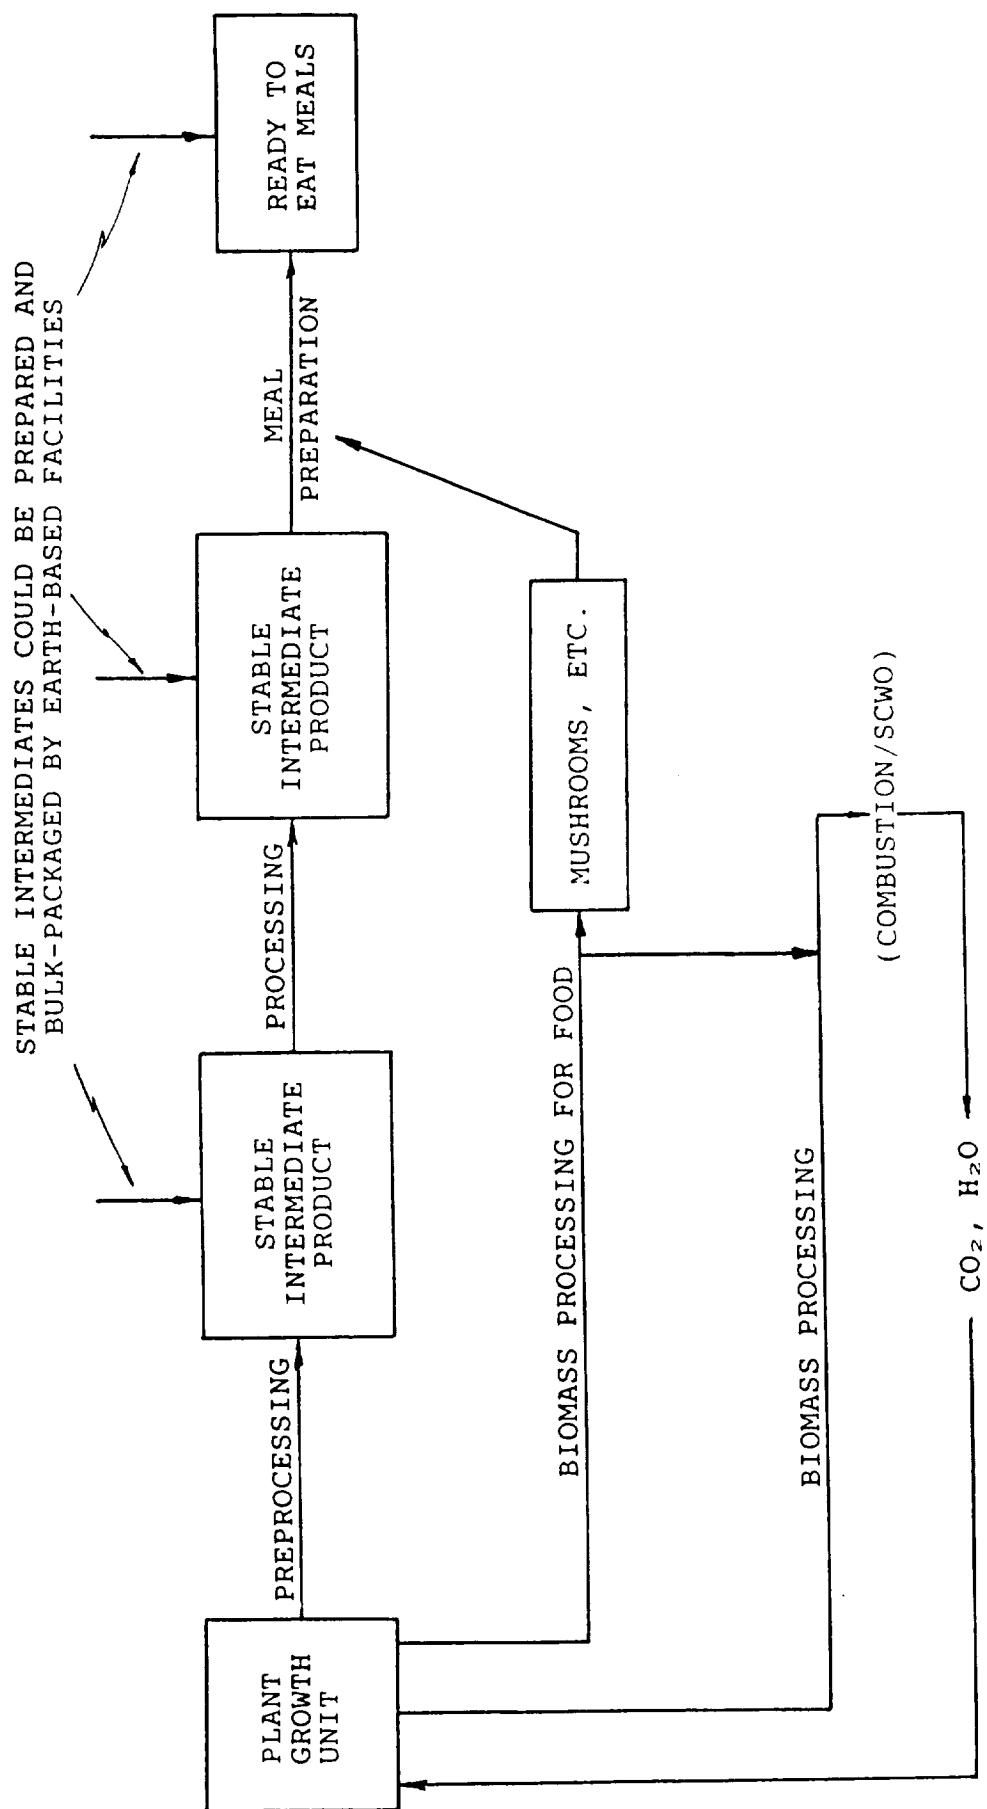 STABLE INTERMEDIATES COULD BE PREPARED AND
BULK-PACKAGED BY EARTH-BASED FACILITIES
PLANT
GROWTH
UNIT
PREPROCESSING
STABLE
INTERMEDIATE
PRODUCT
PROCESSING
STABLE
INTERMEDIATE
PRODUCT
MEAL
PREPARATION
READY TO
EAT MEALS
BIOMASS PROCESSING FOR FOOD
MUSHROOMS, ETC.
BIOMASS PROCESSING
(COMBUSTION/SCWO)
CO₂, H₂O